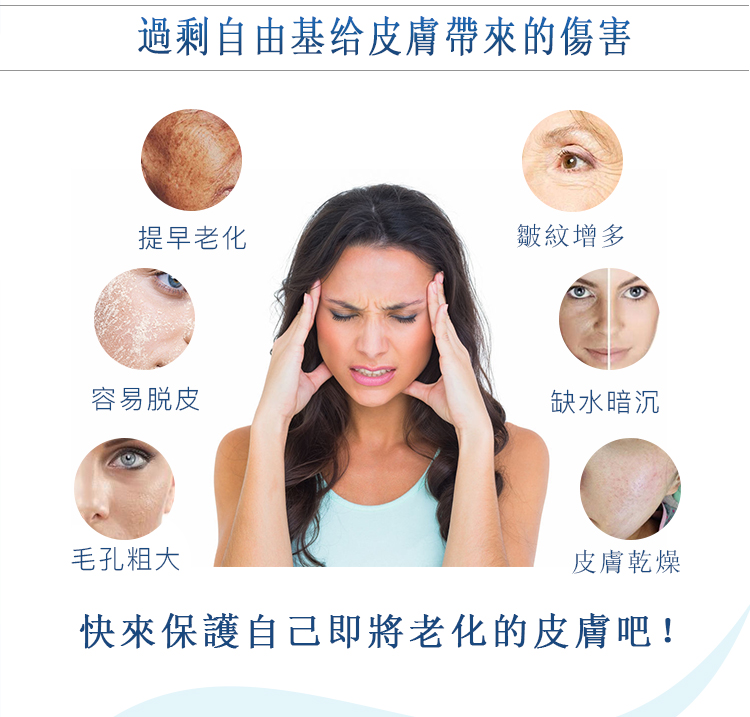 過剩自由基给皮膚帶來的傷害
提早老化
皺紋增多
容易脱皮
缺水暗沉
毛孔粗大
皮膚乾燥
快來保護自己即將老化的皮膚吧！